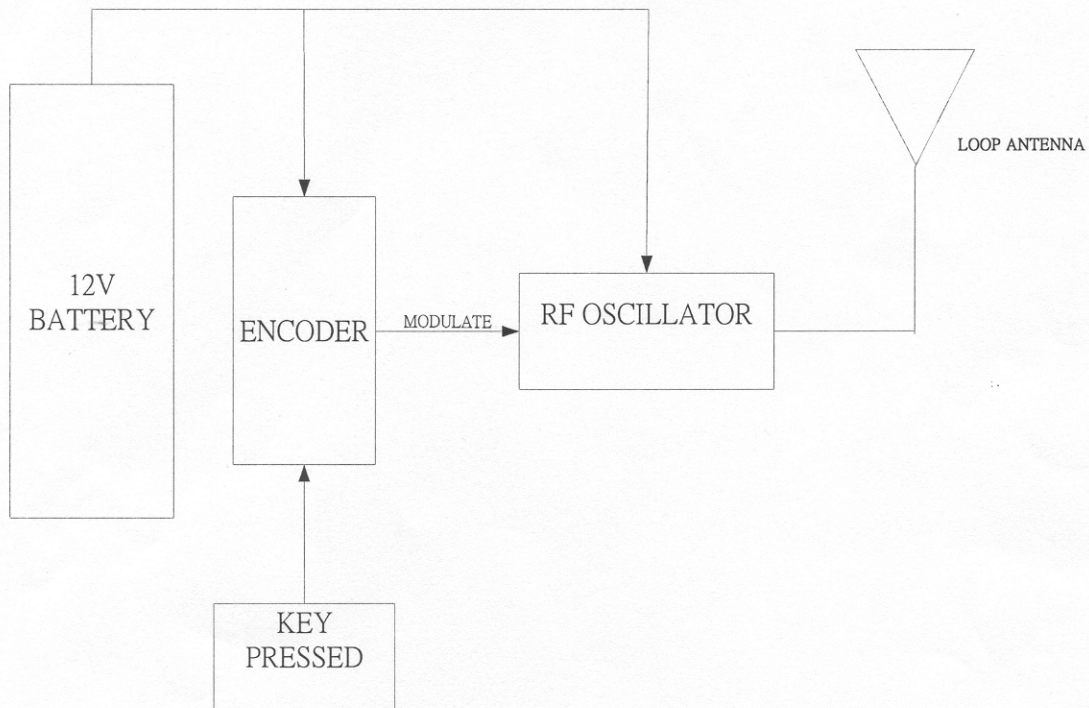 LOOP ANTENNA
12V
BATTERY
ENCODER
MODULATE
RF OSCILLATOR
KEY
PRESSED